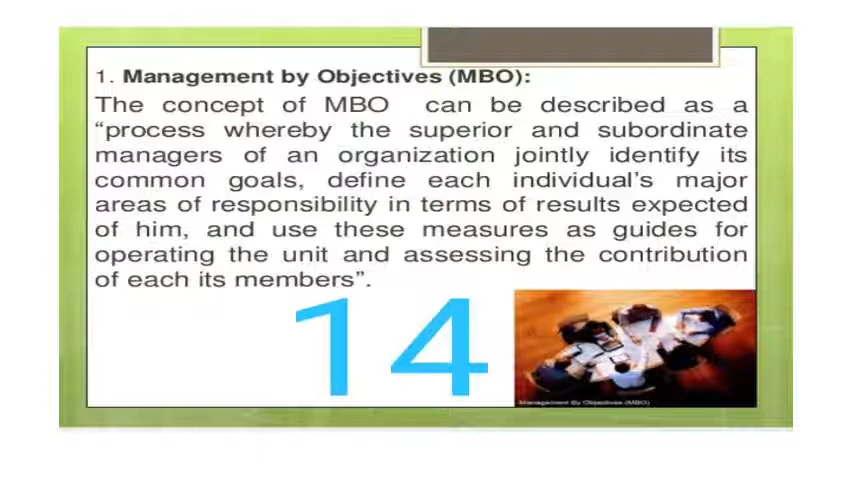 1. Management by Objectives (MBO):
The concept of MBO can be described as a
“process whereby the superior and subordinate
managers of an organization jointly identify its
common goals, define each individual’s major
areas of responsibility in terms of results expected
of him, and use these measures as guides for
operating the unit and assessing the contribution
of each its members”.
14
Management By Objectives (MBO)